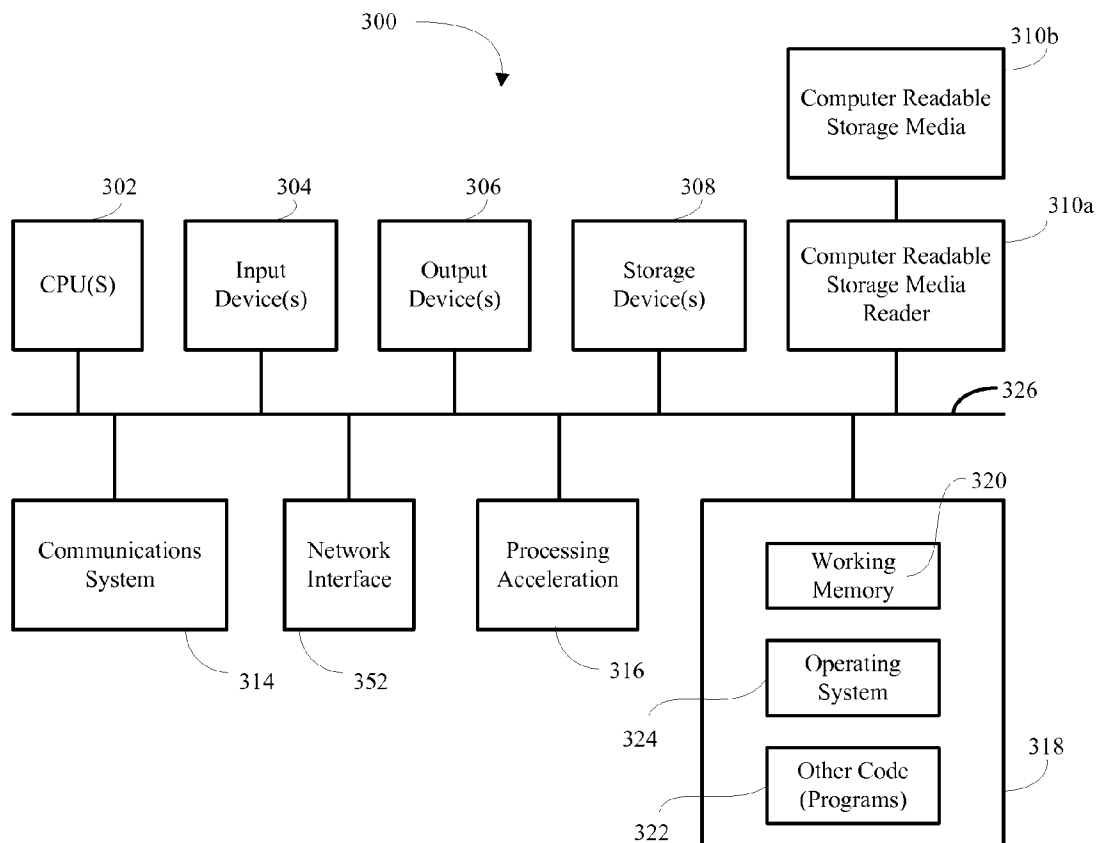 300
310b
Computer Readable
Storage Media
302
304
306
308
310a
CPU(S)
Input
Device(s)
Output
Device(s)
Storage
Device(s)
Computer Readable
Storage Media
Reader
326
320
Communications
System
Network
Interface
Processing
Acceleration
Working
Memory
314
352
316
Operating
System
324
318
Other Code
(Programs)
322